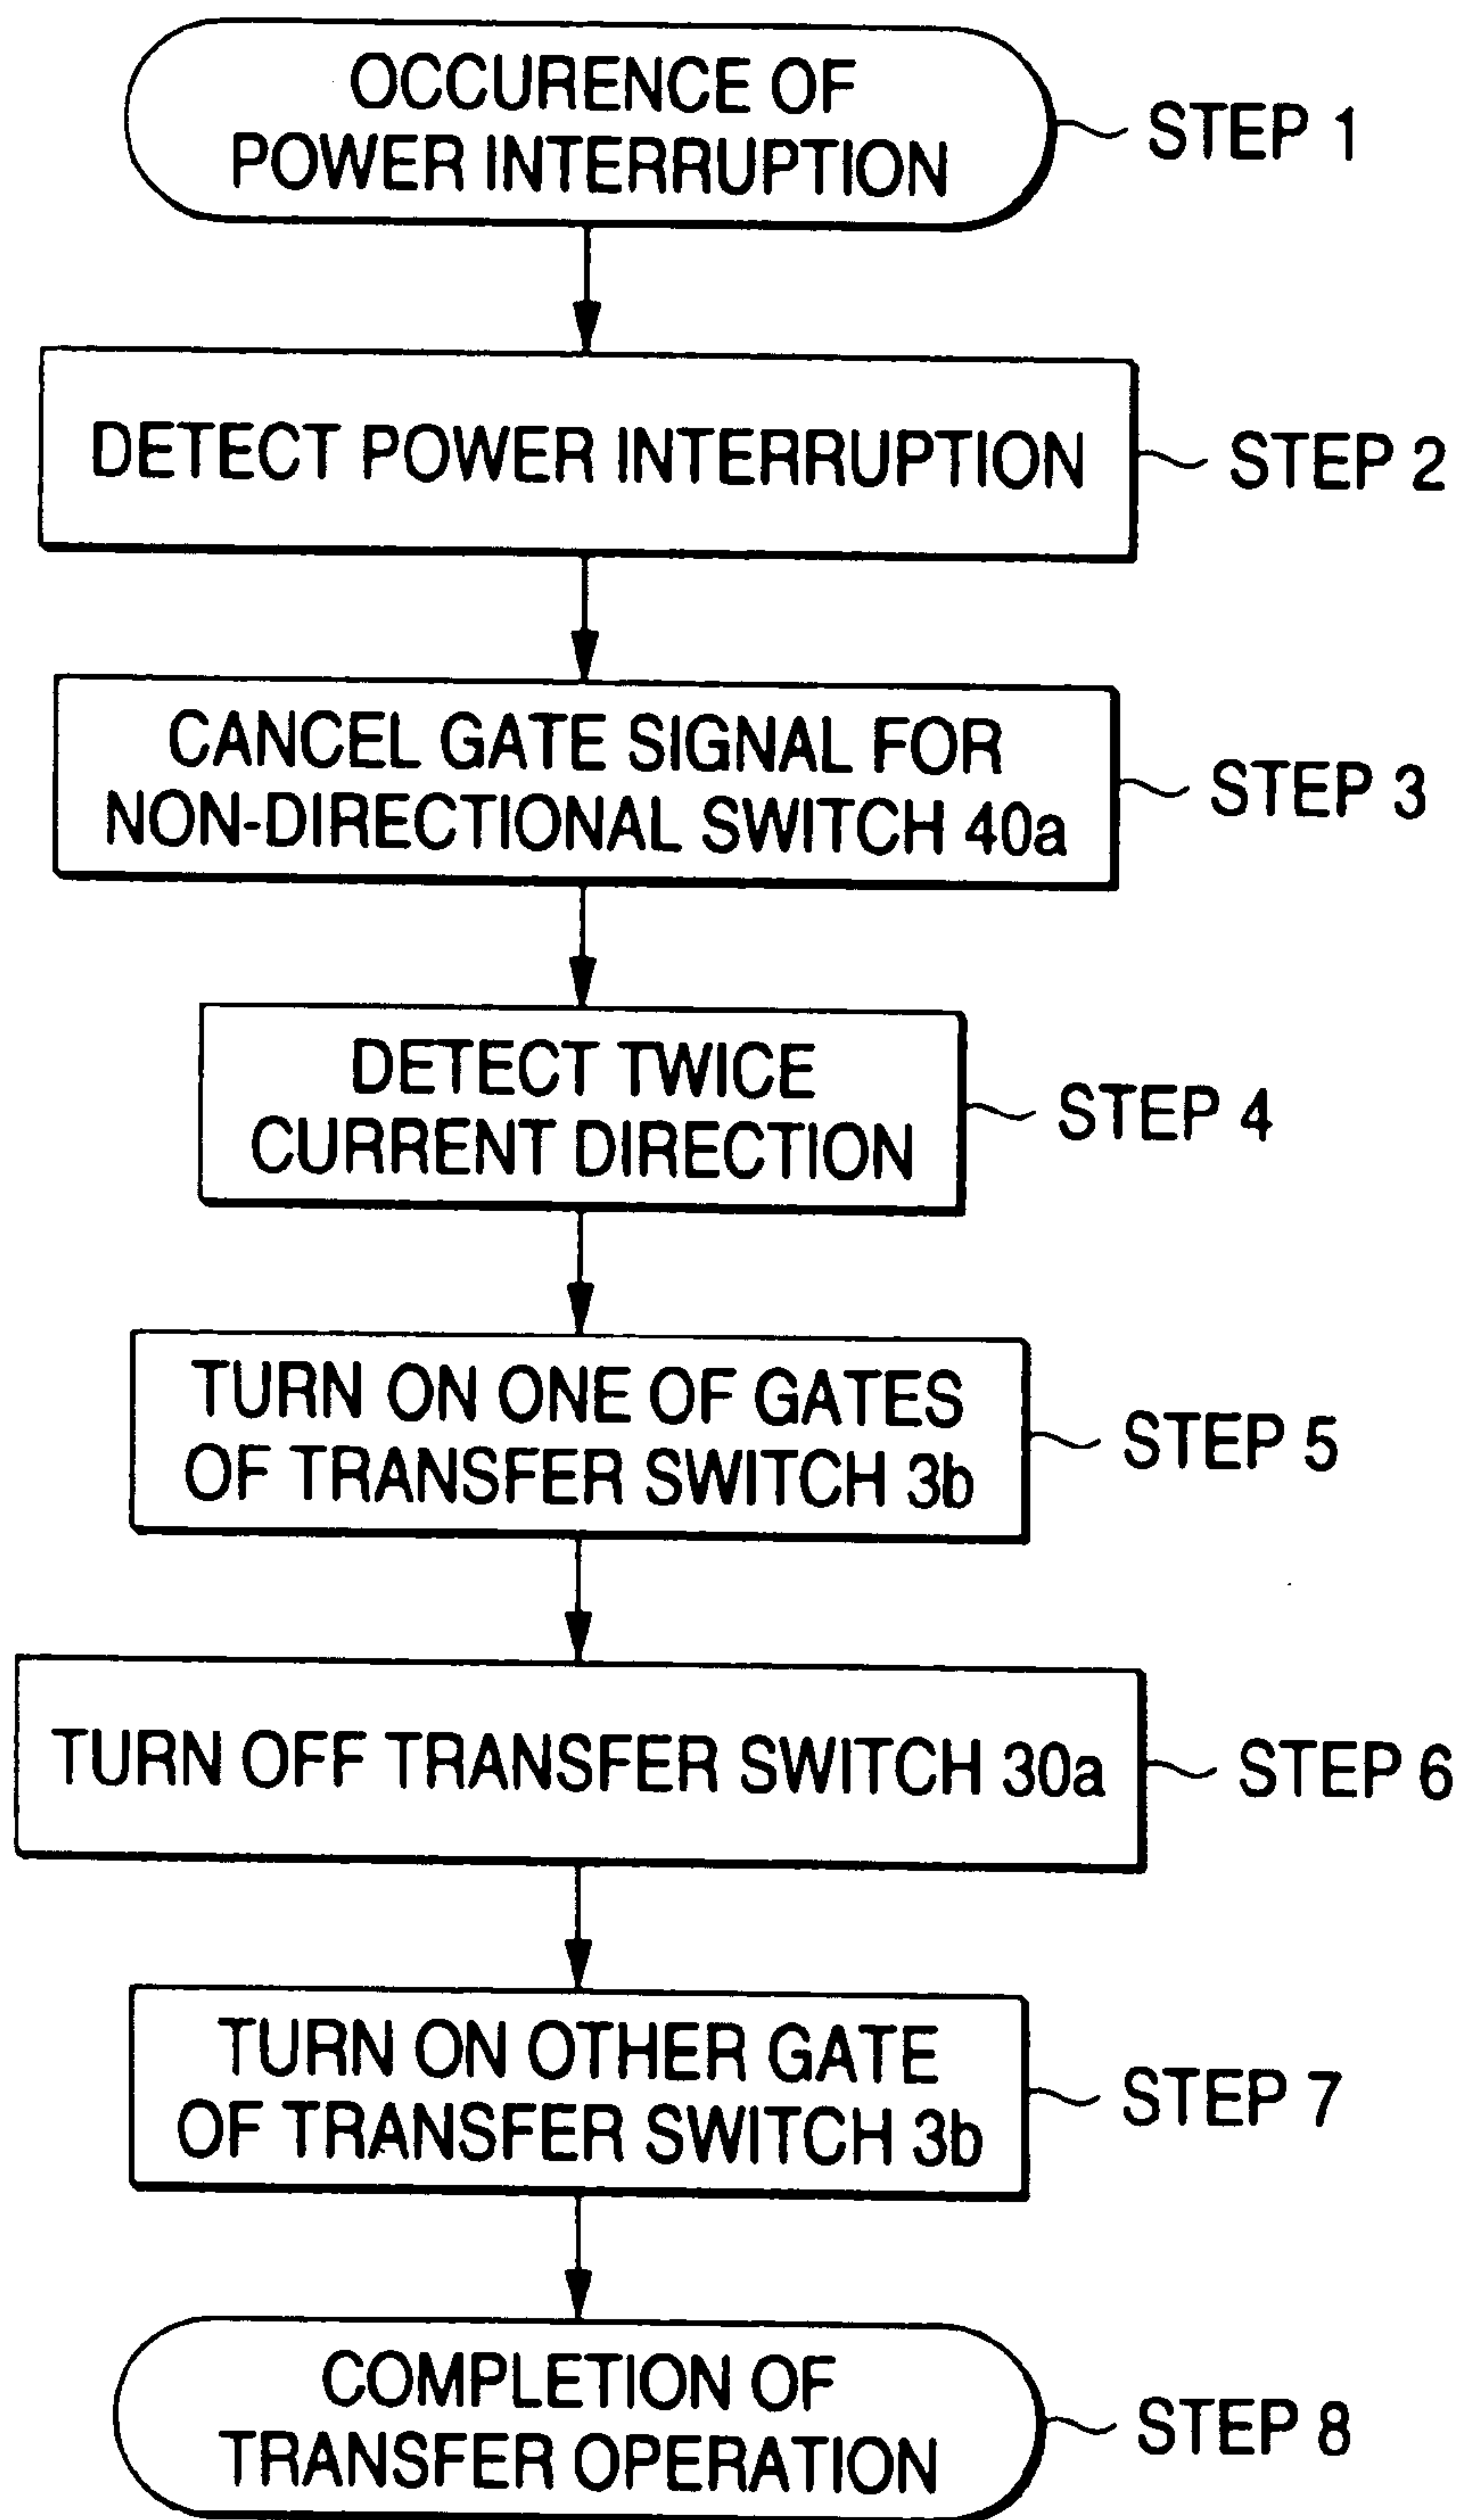 OCCURENCE OF
POWER INTERRUPTION
STEP 1
DETECT POWER INTERRUPTION
STEP 2
CANCEL GATE SIGNAL FOR
NON-DIRECTIONAL SWITCH 40a
STEP 3
DETECT TWICE
CURRENT DIRECTION
STEP 4
TURN ON ONE OF GATES
OF TRANSFER SWITCH 3b
STEP 5
TURN OFF TRANSFER SWITCH 30a
STEP 6
TURN ON OTHER GATE
OF TRANSFER SWITCH 3b
STEP 7
COMPLETION OF
TRANSFER OPERATION
STEP 8